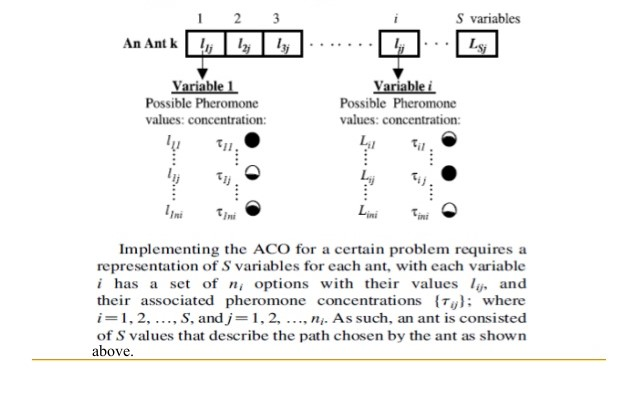 1 2 3 i S variables
An Ant k l1j l2j l3j ........ lij ... LSj
Variable 1 Variable i
Possible Pheromone Possible Pheromone
values: concentration: values: concentration:
l11 τ11 Li1 τi1
l1j τ1j Lij τij
l1ni τ1ni Lini τini
Implementing the ACO for a certain problem requires a
representation of S variables for each ant, with each variable
i has a set of ni options with their values lij, and
their associated pheromone concentrations {τij}; where
i=1, 2, ..., S, and j=1, 2, ..., ni. As such, an ant is consisted
of S values that describe the path chosen by the ant as shown
above.